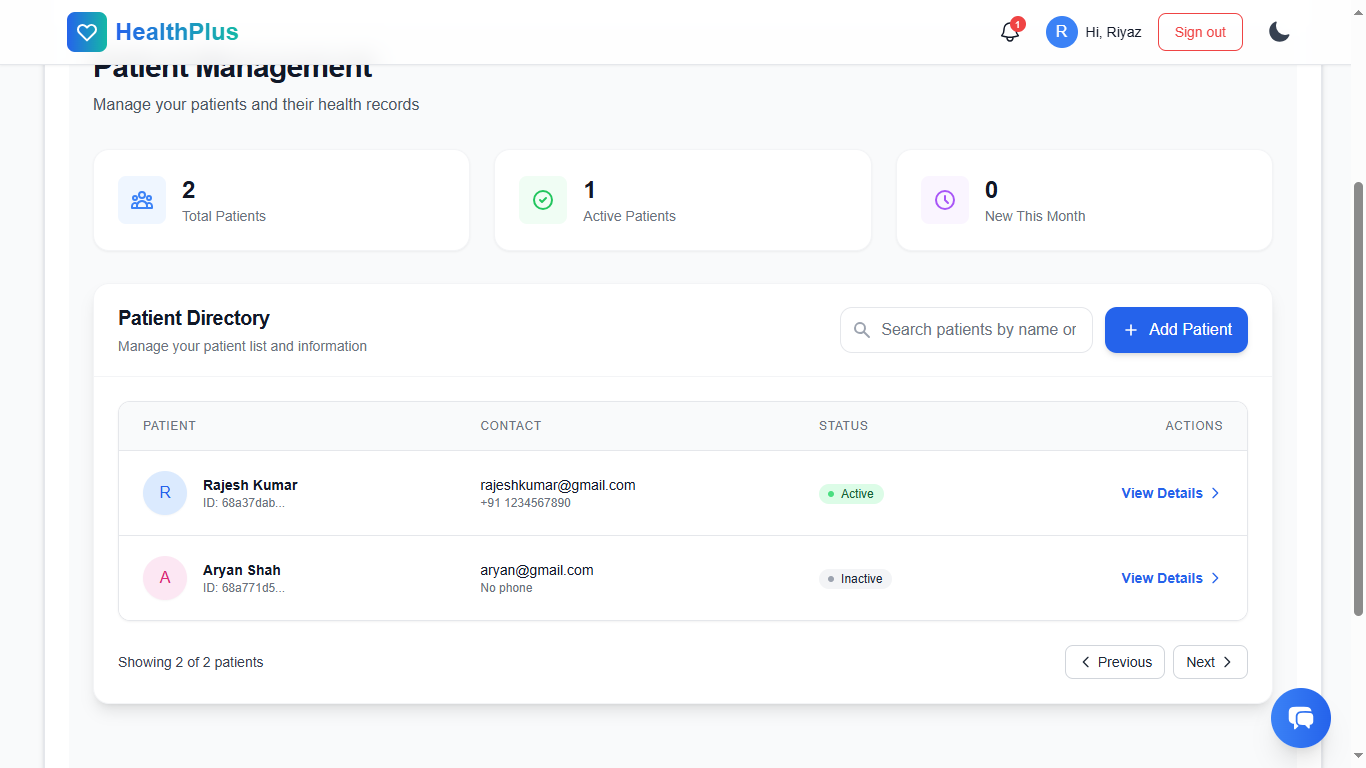 HealthPlus
1
R
Hi, Riyaz
Sign out
Patient Management
Manage your patients and their health records
2
Total Patients
1
Active Patients
0
New This Month
Patient Directory
Manage your patient list and information
Search patients by name or
Add Patient
PATIENT CONTACT STATUS ACTIONS
R
Rajesh Kumar
ID: 68a37dab...
rajeshkumar@gmail.com
+91 1234567890
Active
View Details
A
Aryan Shah
ID: 68a771d5...
aryan@gmail.com
No phone
Inactive
View Details
Showing 2 of 2 patients
Previous
Next